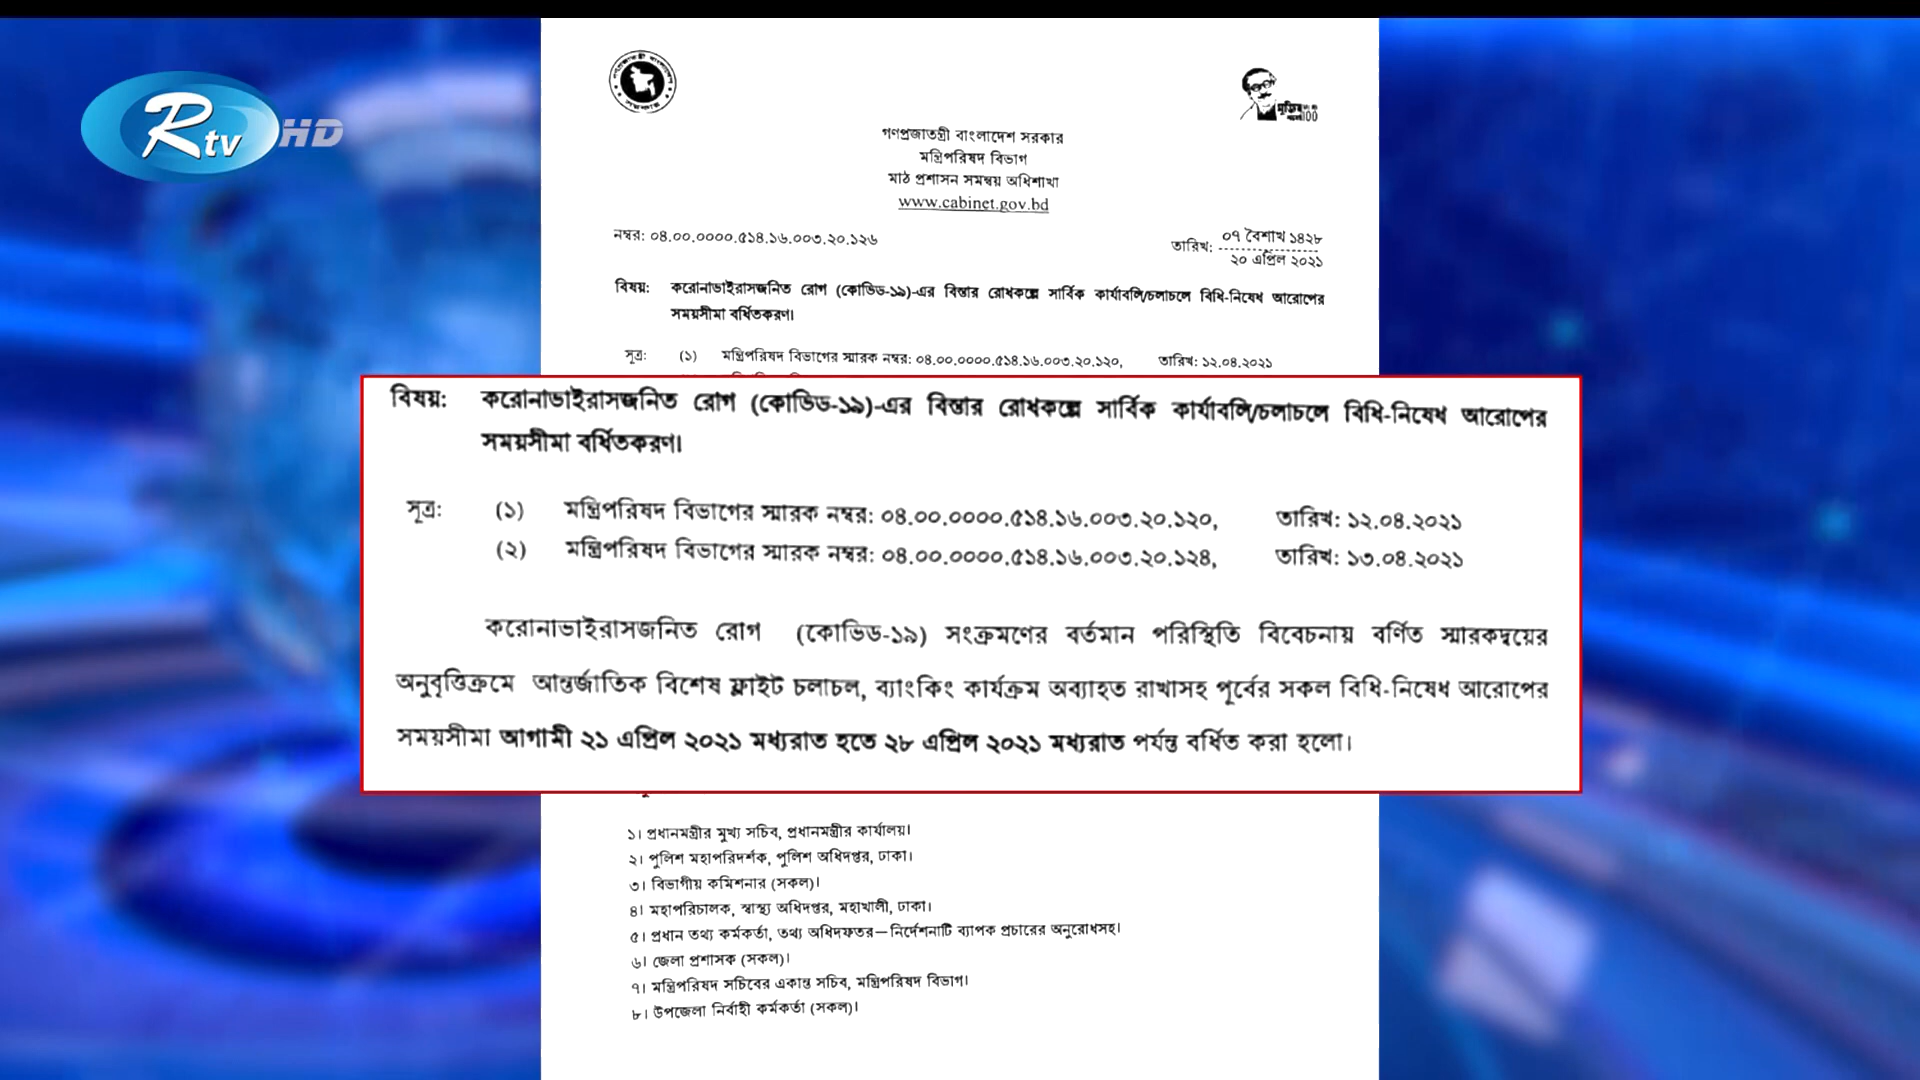 Rtv HD
গণপ্রজাতন্ত্রী বাংলাদেশ সরকার
মন্ত্রিপরিষদ বিভাগ
মাঠ প্রশাসন সমন্বয় অধিশাখা
www.cabinet.gov.bd
নম্বর: ০৪.০০.০০০০.৫১৪.১৬.০০৩.২০.১২৬
তারিখ: ০৭ বৈশাখ ১৪২৮
২০ এপ্রিল ২০২১
বিষয়: করোনাভাইরাসজনিত রোগ (কোভিড-১৯)-এর বিস্তার রোধকল্পে সার্বিক কার্যাবলি/চলাচলে বিধি-নিষেধ আরোপের
সময়সীমা বর্ধিতকরণ।
সূত্র: (১) মন্ত্রিপরিষদ বিভাগের স্মারক নম্বর: ০৪.০০.০০০০.৫১৪.১৬.০০৩.২০.১২০, তারিখ: ১২.০৪.২০২১
বিষয়: করোনাভাইরাসজনিত রোগ (কোভিড-১৯)-এর বিস্তার রোধকল্পে সার্বিক কার্যাবলি/চলাচলে বিধি-নিষেধ আরোপের
সময়সীমা বর্ধিতকরণ।
সূত্র: (১) মন্ত্রিপরিষদ বিভাগের স্মারক নম্বর: ০৪.০০.০০০০.৫১৪.১৬.০০৩.২০.১২০, তারিখ: ১২.০৪.২০২১
(২) মন্ত্রিপরিষদ বিভাগের স্মারক নম্বর: ০৪.০০.০০০০.৫১৪.১৬.০০৩.২০.১২৪, তারিখ: ১৩.০৪.২০২১
করোনাভাইরাসজনিত রোগ (কোভিড-১৯) সংক্রমণের বর্তমান পরিস্থিতি বিবেচনায় বর্ণিত স্মারকদ্বয়ের
অনুবৃত্তিক্রমে আন্তর্জাতিক বিশেষ ফ্লাইট চলাচল, ব্যাংকিং কার্যক্রম অব্যাহত রাখাসহ পূর্বের সকল বিধি-নিষেধ আরোপের
সময়সীমা আগামী ২১ এপ্রিল ২০২১ মধ্যরাত হতে ২৮ এপ্রিল ২০২১ মধ্যরাত পর্যন্ত বর্ধিত করা হলো।
১। প্রধানমন্ত্রীর মুখ্য সচিব, প্রধানমন্ত্রীর কার্যালয়।
২। পুলিশ মহাপরিদর্শক, পুলিশ অধিদপ্তর, ঢাকা।
৩। বিভাগীয় কমিশনার (সকল)।
৪। মহাপরিচালক, স্বাস্থ্য অধিদপ্তর, মহাখালী, ঢাকা।
৫। প্রধান তথ্য কর্মকর্তা, তথ্য অধিদফতর—নির্দেশনাটি ব্যাপক প্রচারের অনুরোধসহ।
৬। জেলা প্রশাসক (সকল)।
৭। মন্ত্রিপরিষদ সচিবের একান্ত সচিব, মন্ত্রিপরিষদ বিভাগ।
৮। উপজেলা নির্বাহী কর্মকর্তা (সকল)।